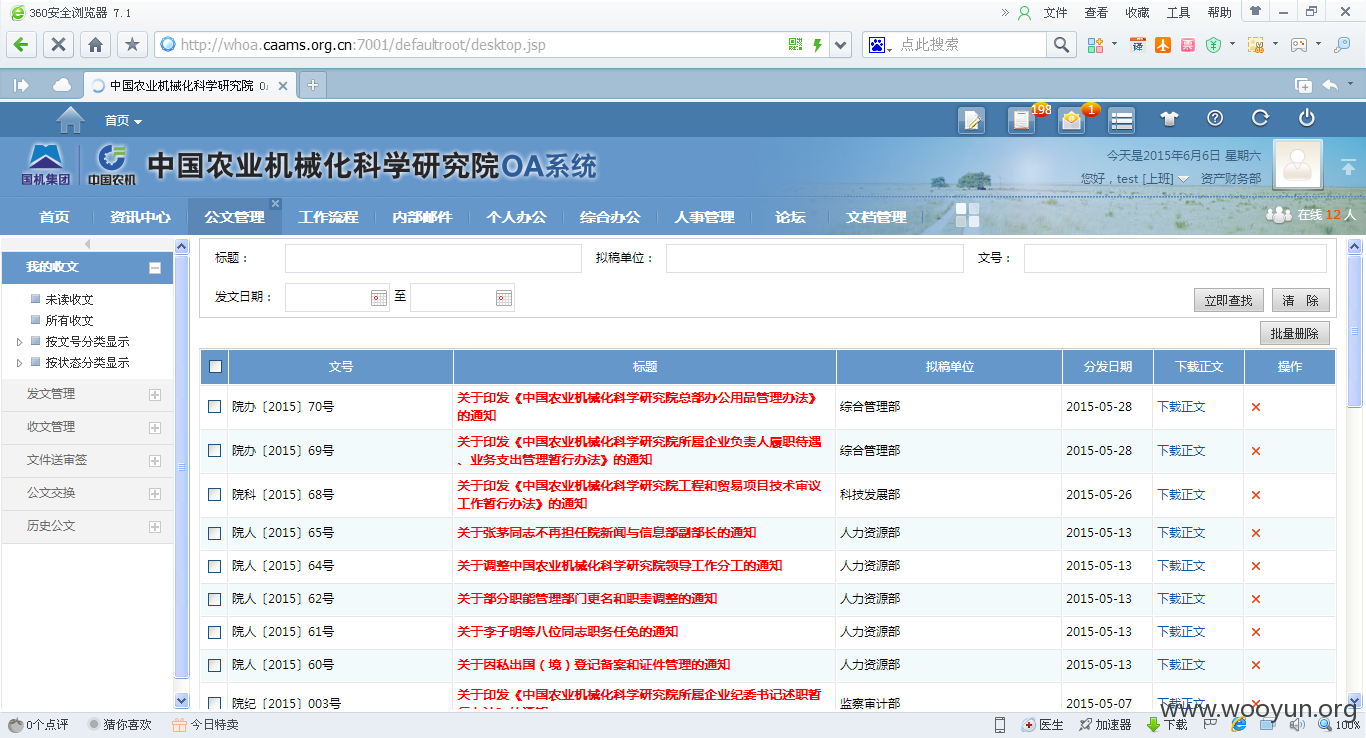 360安全浏览器 7.1
文件 查看 收藏 工具 帮助
http://whoa.caams.org.cn:7001/defaultroot/desktop.jsp
点此搜索
译
票
中国农业机械化科学研究院 O
首页
198
1
国机集团
中国农机
中国农业机械化科学研究院OA系统
今天是2015年6月6日 星期六
您好，test [上班] 资产财务部
首页 资讯中心 公文管理 工作流程 内部邮件 个人办公 综合办公 人事管理 论坛 文档管理
在线 12 人
我的收文
未读收文
所有收文
按文号分类显示
按状态分类显示
发文管理
收文管理
文件送审签
公文交换
历史公文
标题： 拟稿单位： 文号：
发文日期： 至
立即查找 清 除
批量删除
文号 标题 拟稿单位 分发日期 下载正文 操作
院办〔2015〕70号 关于印发《中国农业机械化科学研究院总部办公用品管理办法》的通知 综合管理部 2015-05-28 下载正文
院办〔2015〕69号 关于印发《中国农业机械化科学研究院所属企业负责人履职待遇、业务支出管理暂行办法》的通知 综合管理部 2015-05-28 下载正文
院科〔2015〕68号 关于印发《中国农业机械化科学研究院工程和贸易项目技术审议工作暂行办法》的通知 科技发展部 2015-05-26 下载正文
院人〔2015〕65号 关于张茅同志不再担任院新闻与信息部副部长的通知 人力资源部 2015-05-13 下载正文
院人〔2015〕64号 关于调整中国农业机械化科学研究院领导工作分工的通知 人力资源部 2015-05-13 下载正文
院人〔2015〕62号 关于部分职能管理部门更名和职责调整的通知 人力资源部 2015-05-13 下载正文
院人〔2015〕61号 关于李子明等八位同志职务任免的通知 人力资源部 2015-05-13 下载正文
院人〔2015〕60号 关于因私出国（境）登记备案和证件管理的通知 人力资源部 2015-05-13 下载正文
院纪〔2015〕003号 关于印发《中国农业机械化科学研究院所属企业纪委书记述职暂 监察审计部 2015-05-07 下载正文
www.wooyun.org
0个点评 猜你喜欢 今日特卖
医生 加速器 下载 100%